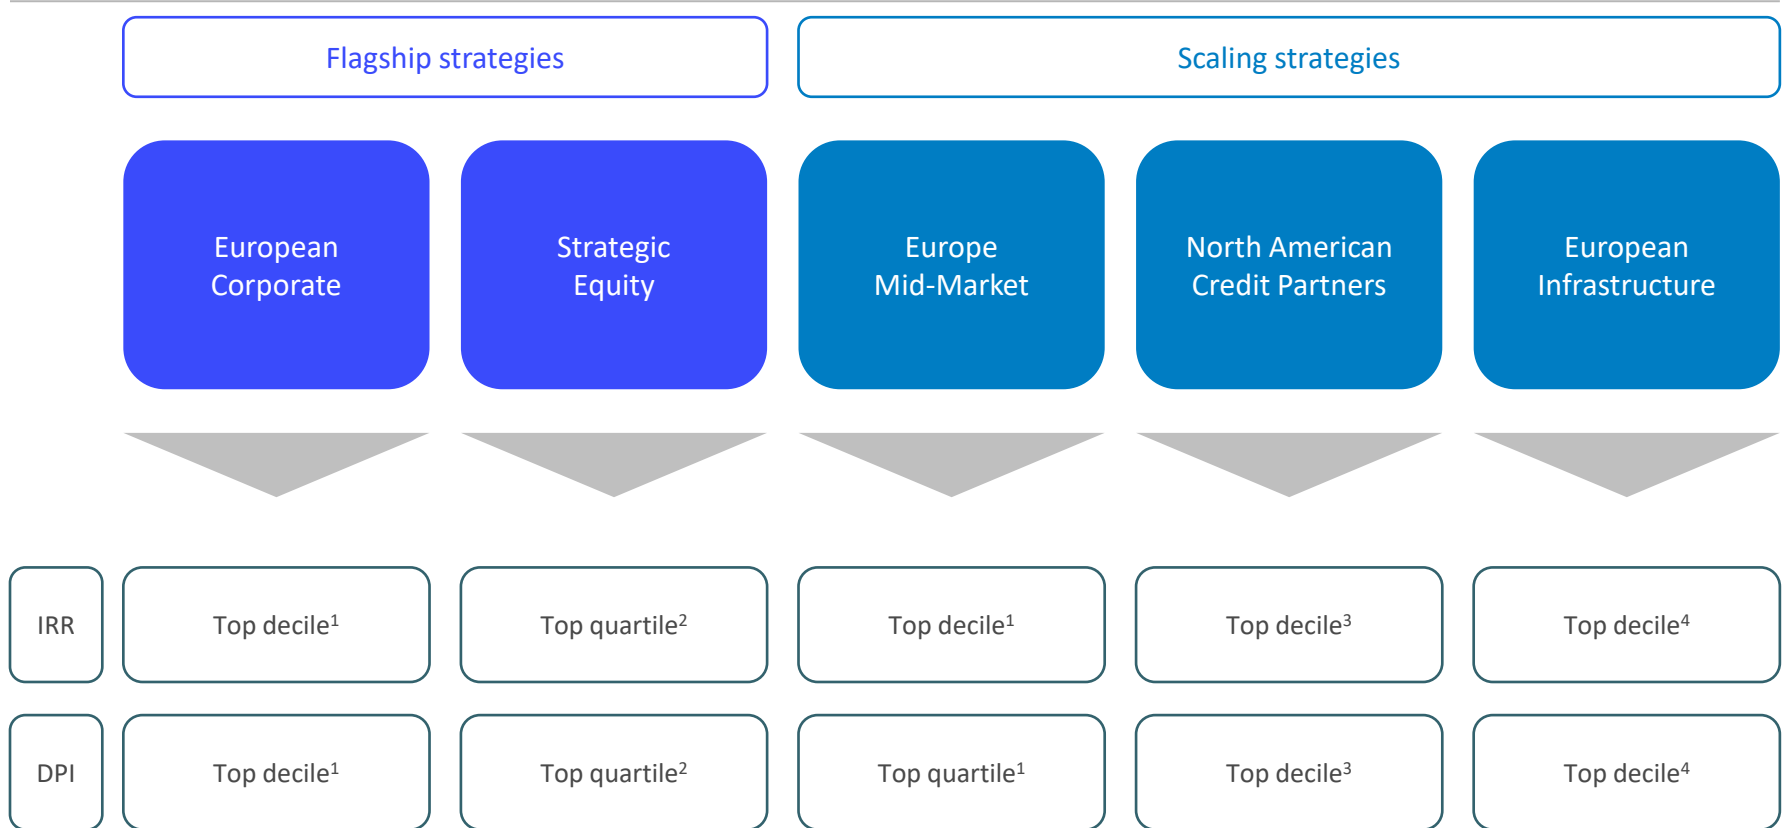 Flagship strategies
Scaling strategies
European
Corporate
Strategic
Equity
Europe
Mid-Market
North American
Credit Partners
European
Infrastructure
IRR
Top decile¹
Top quartile²
Top decile¹
Top decile³
Top decile⁴
DPI
Top decile¹
Top quartile²
Top quartile¹
Top decile³
Top decile⁴